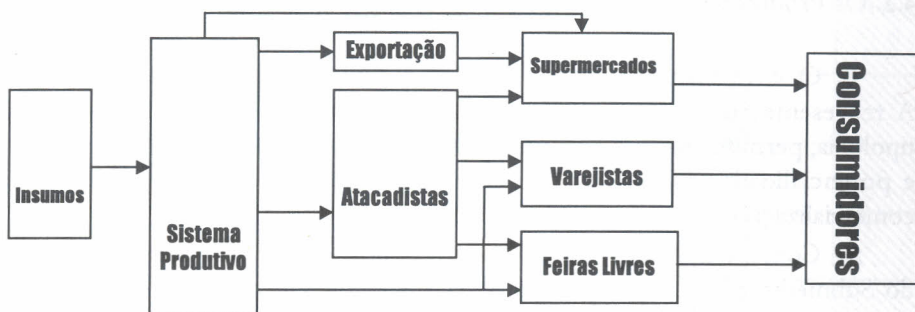 Insumos
Sistema
Produtivo
Exportação
Atacadistas
Supermercados
Varejistas
Feiras Livres
Consumidores